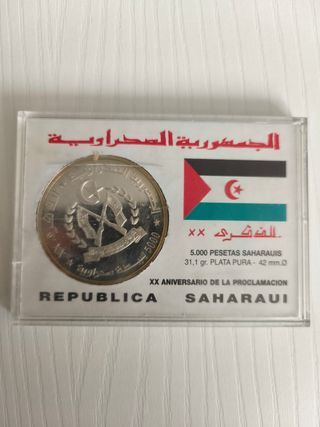 الجمهورية الصحراوية
5000
الذكرى xx
5.000 PESETAS SAHARAUIS
31,1 gr. PLATA PURA - 42 mm.Ø
XX ANIVERSARIO DE LA PROCLAMACION
REPUBLICA SAHARAUI